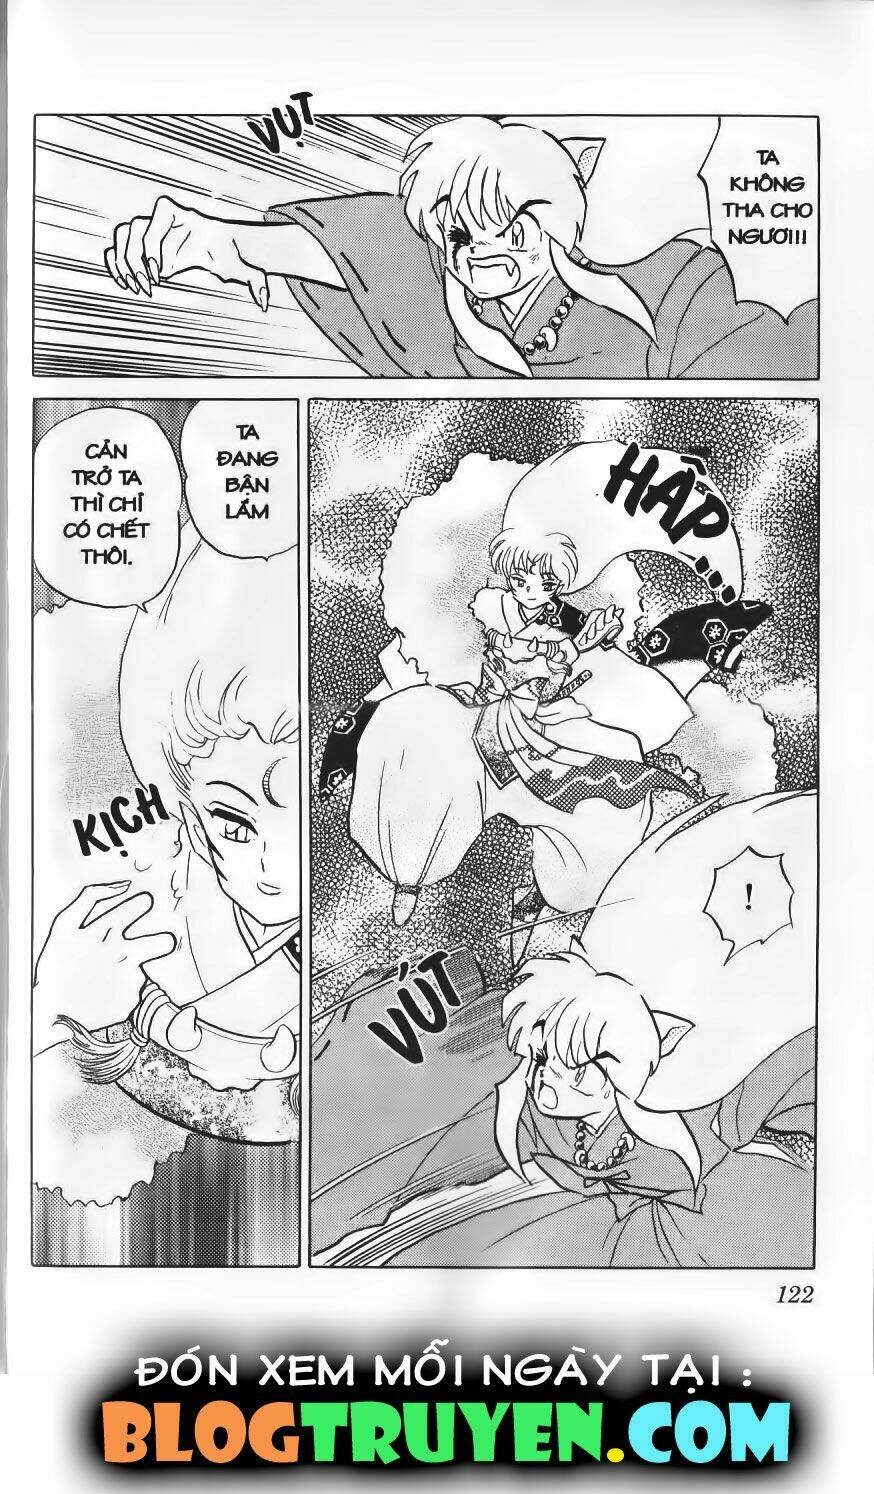 VỤT
TA
KHÔNG
THA CHO
NGƯƠI!!!
TA
ĐANG
BẬN
LẮM
CẢN
TRỞ TA
THÌ CHỈ
CÓ CHẾT
THÔI.
KỊCH
HẤP....
!
VÚT
122
ĐÓN XEM MỖI NGÀY TẠI :
BLOGTRUYEN.COM